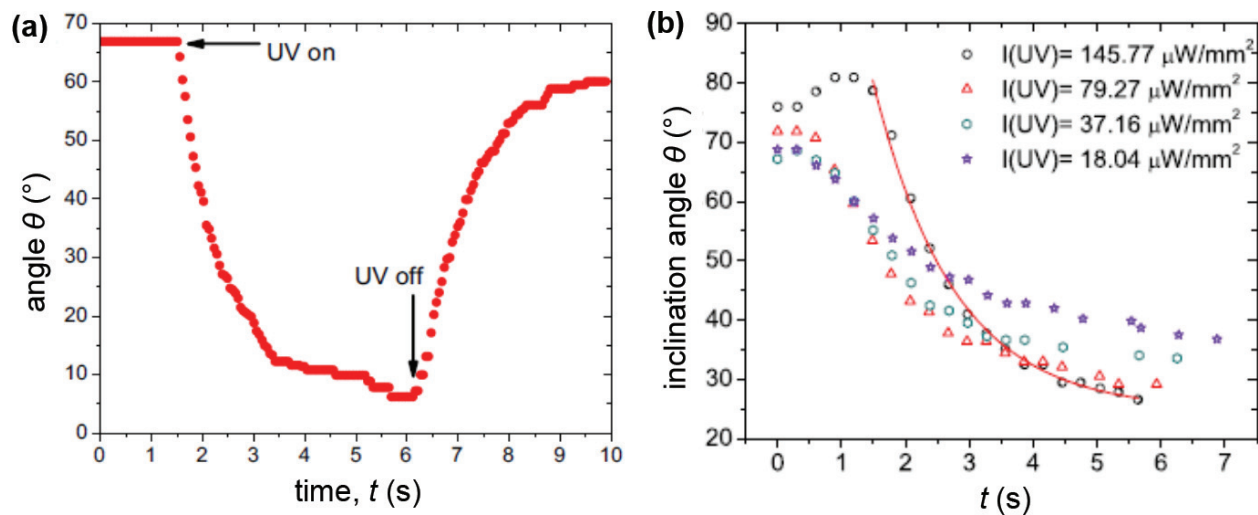 (a)
70
60
50
40
30
20
10
0
angle θ (°)
UV on
UV off
0 1 2 3 4 5 6 7 8 9 10
time, t (s)
(b)
90
80
70
60
50
40
30
20
inclination angle θ (°)
I(UV)= 145.77 μW/mm²
I(UV)= 79.27 μW/mm²
I(UV)= 37.16 μW/mm²
I(UV)= 18.04 μW/mm²
0 1 2 3 4 5 6 7
t (s)